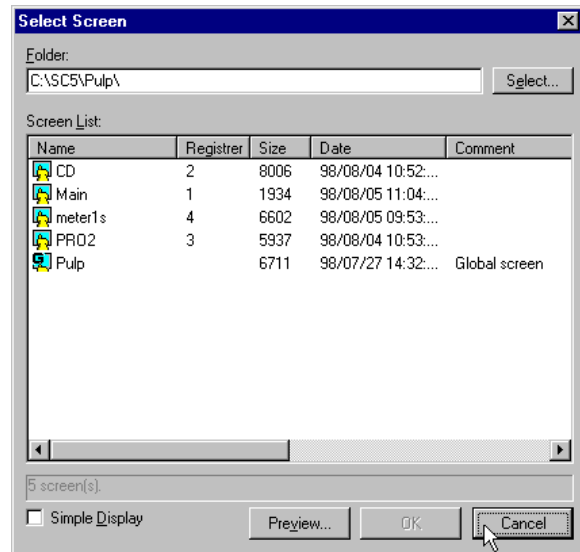 Select Screen
Folder:
C:\SC5\Pulp\ Select...
Screen List:
Name Registrer Size Date Comment
CD 2 8006 98/08/04 10:52:...
Main 1 1934 98/08/05 11:04:...
meter1s 4 6602 98/08/05 09:53:...
PRO2 3 5937 98/08/04 10:53:...
Pulp 6711 98/07/27 14:32:... Global screen
5 screen(s).
Simple Display Preview... OK Cancel